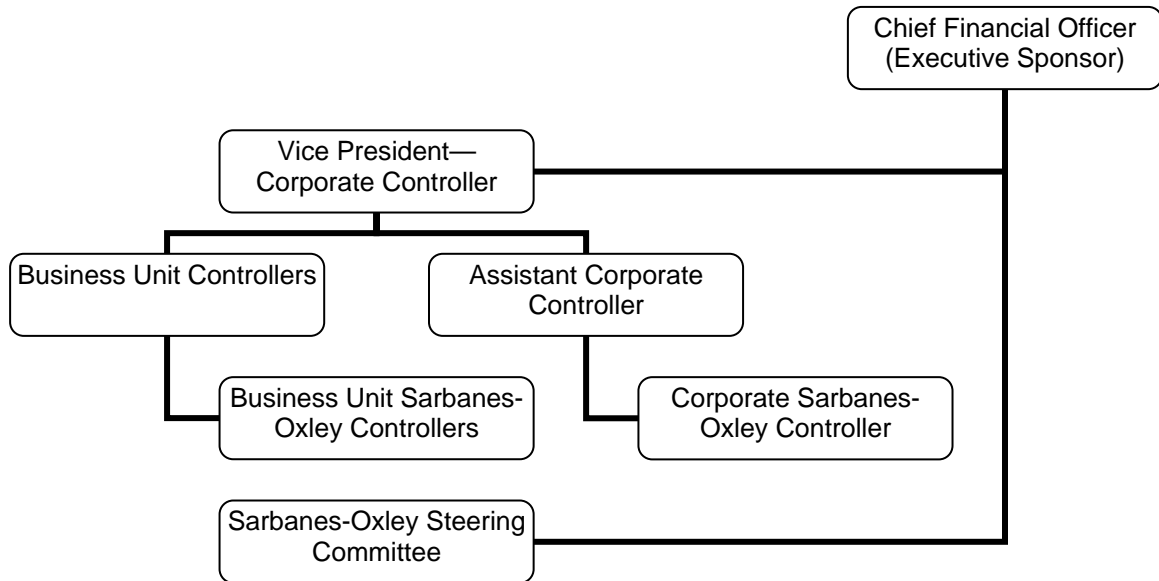 Chief Financial Officer
(Executive Sponsor)
Vice President—
Corporate Controller
Business Unit Controllers
Assistant Corporate
Controller
Business Unit Sarbanes-
Oxley Controllers
Corporate Sarbanes-
Oxley Controller
Sarbanes-Oxley Steering
Committee